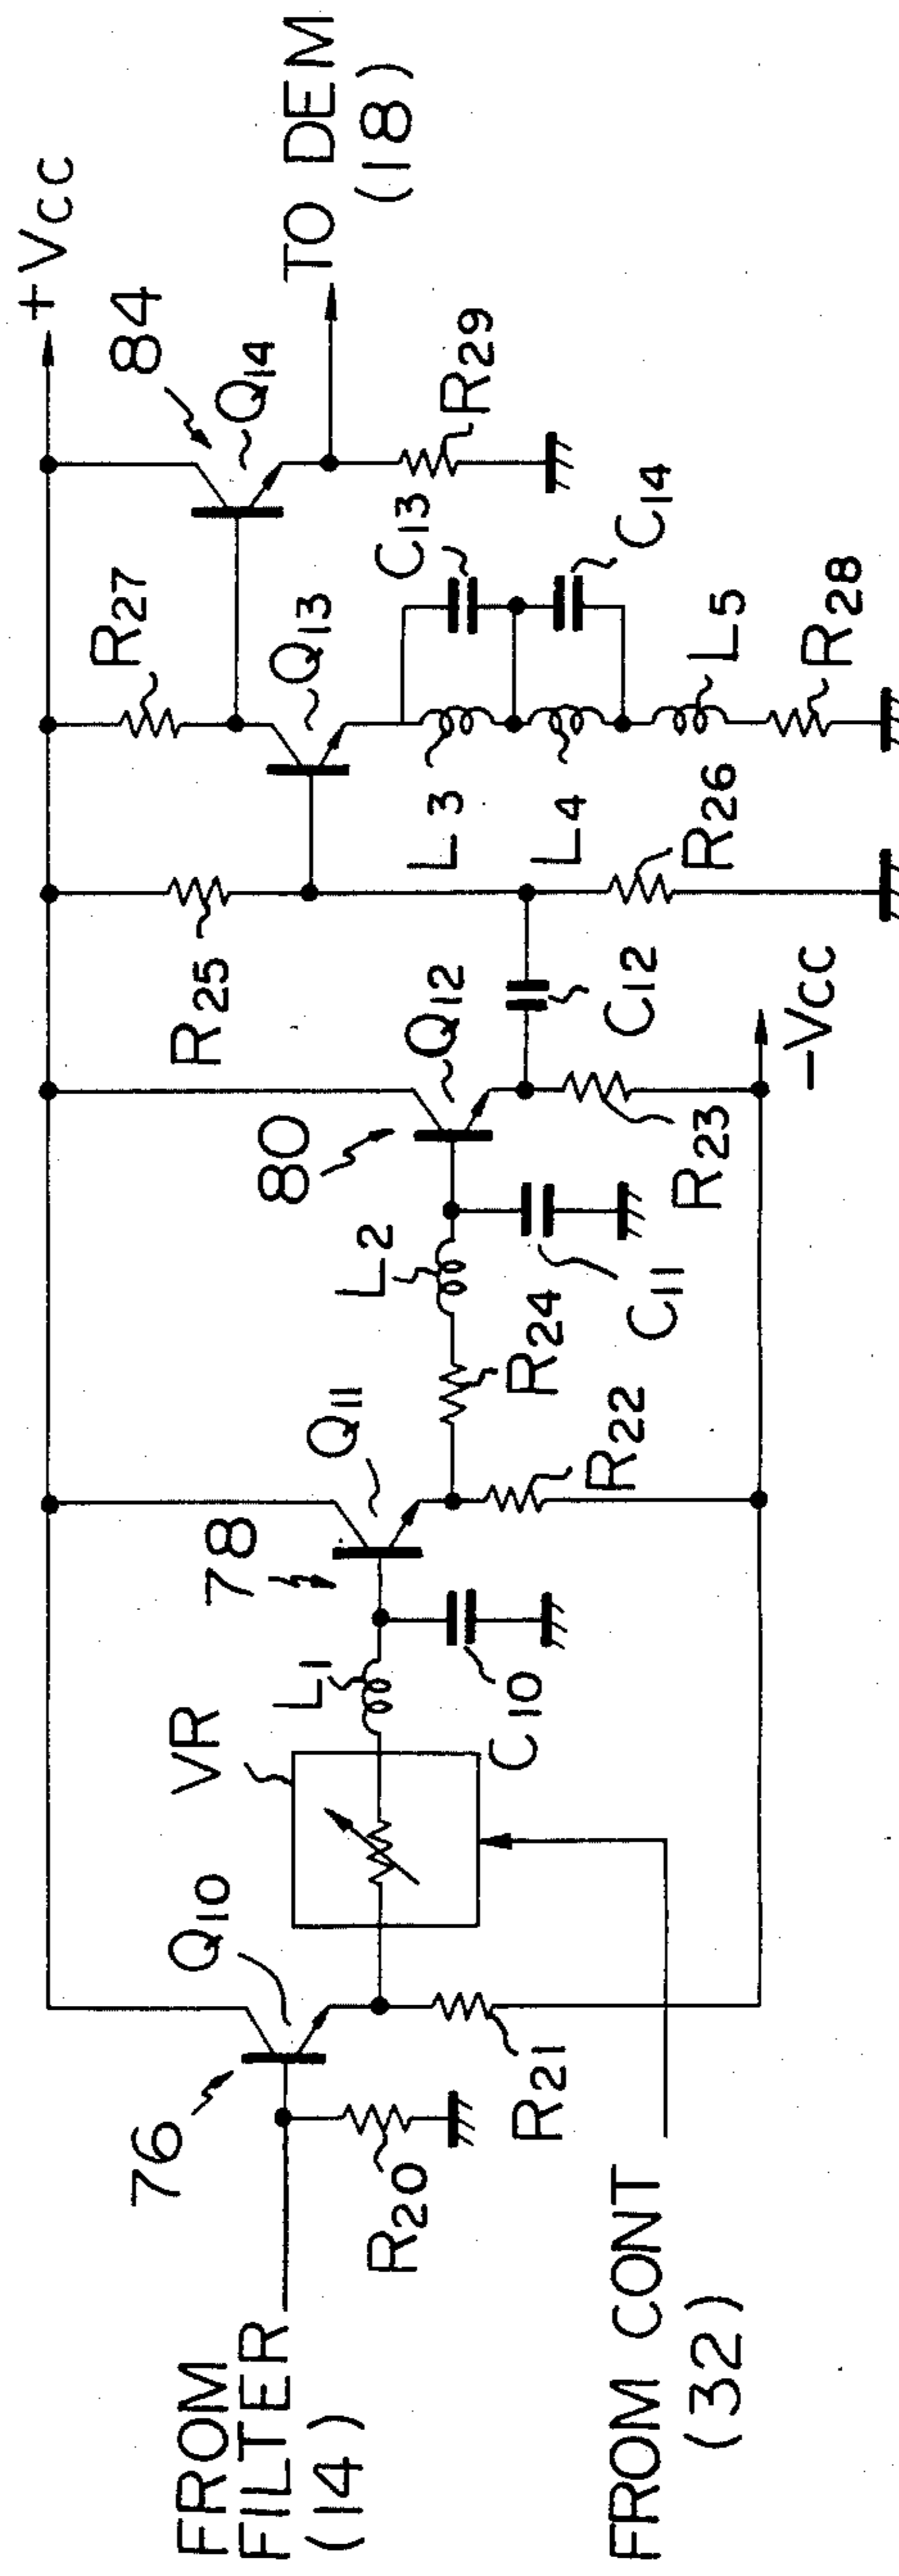 +VCC
84
Q14
TO DEM
(18)
R27
Q13
R29
C13
C14
R25
L3
L4
L5
R26
R28
80
Q12
C12
-VCC
L2
R23
78
Q11
R24
C11
R22
VR
L1
C10
76
Q10
R21
R20
FROM
FILTER
(14)
FROM CONT
(32)